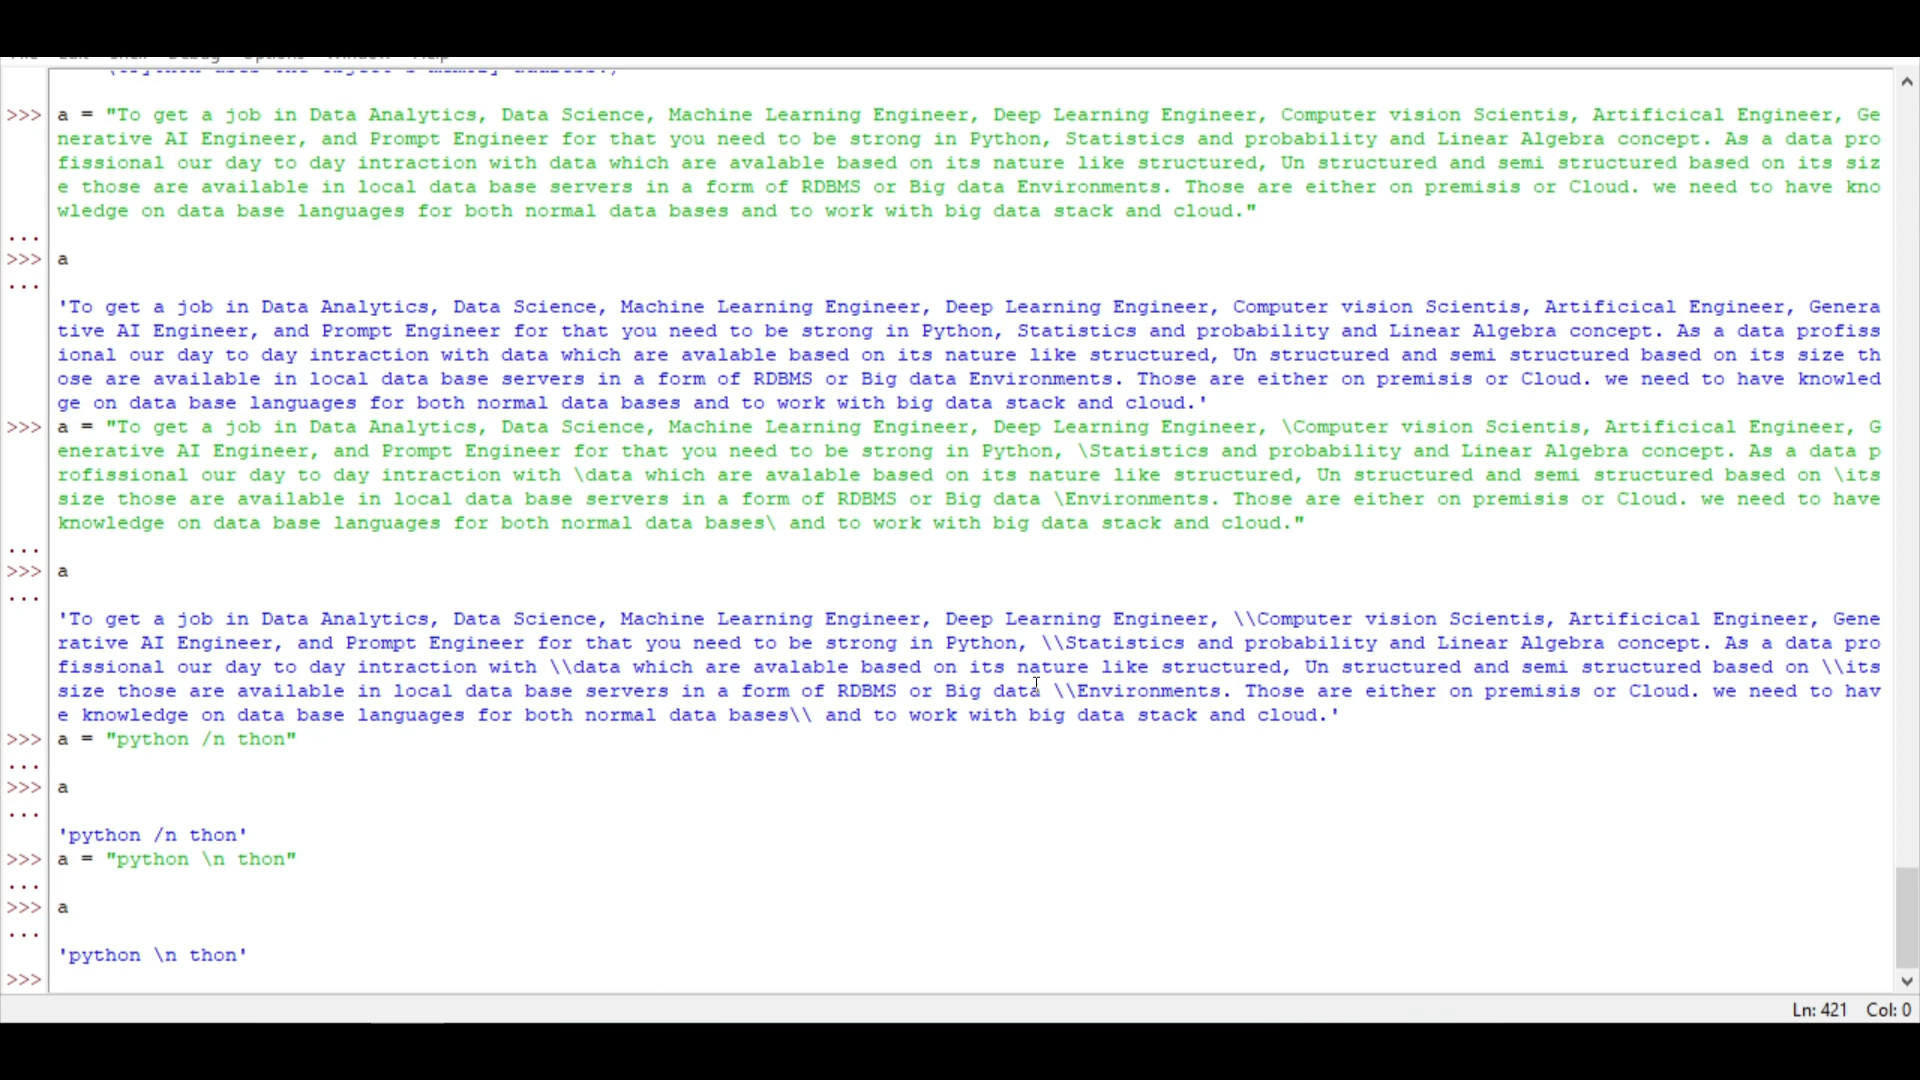 >>> a = "To get a job in Data Analytics, Data Science, Machine Learning Engineer, Deep Learning Engineer, Computer vision Scientis, Artificical Engineer, Ge
nerative AI Engineer, and Prompt Engineer for that you need to be strong in Python, Statistics and probability and Linear Algebra concept. As a data pro
fissional our day to day intraction with data which are avalable based on its nature like structured, Un structured and semi structured based on its siz
e those are available in local data base servers in a form of RDBMS or Big data Environments. Those are either on premisis or Cloud. we need to have kno
wledge on data base languages for both normal data bases and to work with big data stack and cloud."
...
>>> a
...
'To get a job in Data Analytics, Data Science, Machine Learning Engineer, Deep Learning Engineer, Computer vision Scientis, Artificical Engineer, Genera
tive AI Engineer, and Prompt Engineer for that you need to be strong in Python, Statistics and probability and Linear Algebra concept. As a data profiss
ional our day to day intraction with data which are avalable based on its nature like structured, Un structured and semi structured based on its size th
ose are available in local data base servers in a form of RDBMS or Big data Environments. Those are either on premisis or Cloud. we need to have knowled
ge on data base languages for both normal data bases and to work with big data stack and cloud.'
>>> a = "To get a job in Data Analytics, Data Science, Machine Learning Engineer, Deep Learning Engineer, \Computer vision Scientis, Artificical Engineer, G
enerative AI Engineer, and Prompt Engineer for that you need to be strong in Python, \Statistics and probability and Linear Algebra concept. As a data p
rofissional our day to day intraction with \data which are avalable based on its nature like structured, Un structured and semi structured based on \its
size those are available in local data base servers in a form of RDBMS or Big data \Environments. Those are either on premisis or Cloud. we need to have
knowledge on data base languages for both normal data bases\ and to work with big data stack and cloud."
...
>>> a
...
'To get a job in Data Analytics, Data Science, Machine Learning Engineer, Deep Learning Engineer, \\Computer vision Scientis, Artificical Engineer, Gene
rative AI Engineer, and Prompt Engineer for that you need to be strong in Python, \\Statistics and probability and Linear Algebra concept. As a data pro
fissional our day to day intraction with \\data which are avalable based on its nature like structured, Un structured and semi structured based on \\its
size those are available in local data base servers in a form of RDBMS or Big data \\Environments. Those are either on premisis or Cloud. we need to hav
e knowledge on data base languages for both normal data bases\\ and to work with big data stack and cloud.'
>>> a = "python /n thon"
...
>>> a
...
'python /n thon'
>>> a = "python \n thon"
...
>>> a
...
'python \n thon'
>>>
Ln: 421 Col: 0